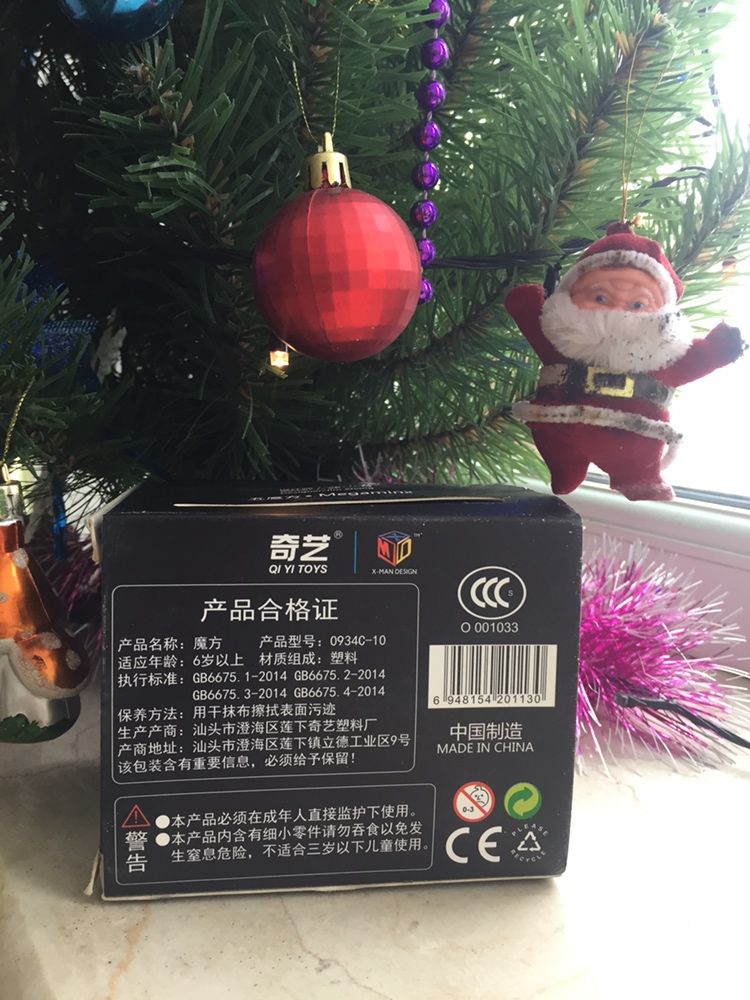 五魔方·Megaminx
奇艺®
QI YI TOYS
X-MAN DESIGN
产品合格证
产品名称：魔方 产品型号：0934C-10
适应年龄：6岁以上 材质组成：塑料
执行标准：GB6675.1-2014 GB6675.2-2014
GB6675.3-2014 GB6675.4-2014
保养方法：用干抹布擦拭表面污迹
生产产商：汕头市澄海区莲下奇艺塑料厂
产商地址：汕头市澄海区莲下镇立德工业区9号
该包装含有重要信息，必须给予保留！
CCC S
O 001033
6 948154 201130
中国制造
MADE IN CHINA
警告
●本产品必须在成年人直接监护下使用。
●本产品内含有细小零件请勿吞食以免发
生窒息危险，不适合三岁以下儿童使用。
0-3
CE
PLEASE
RECYCLE